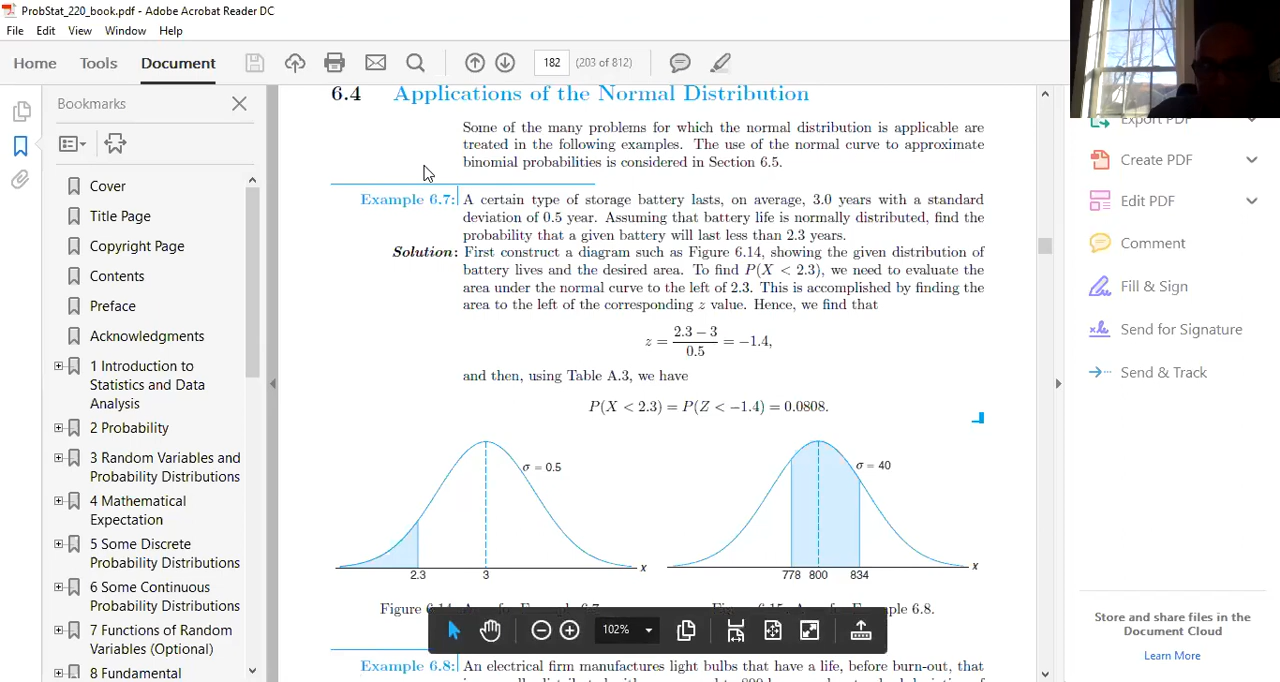 ProbStat_220_book.pdf - Adobe Acrobat Reader DC
File Edit View Window Help
Home Tools Document 182 (203 of 812)
Bookmarks
Cover
Title Page
Copyright Page
Contents
Preface
Acknowledgments
1 Introduction to
Statistics and Data
Analysis
2 Probability
3 Random Variables and
Probability Distributions
4 Mathematical
Expectation
5 Some Discrete
Probability Distributions
6 Some Continuous
Probability Distributions
7 Functions of Random
Variables (Optional)
8 Fundamental
6.4 Applications of the Normal Distribution
Some of the many problems for which the normal distribution is applicable are
treated in the following examples. The use of the normal curve to approximate
binomial probabilities is considered in Section 6.5.
Example 6.7: A certain type of storage battery lasts, on average, 3.0 years with a standard
deviation of 0.5 year. Assuming that battery life is normally distributed, find the
probability that a given battery will last less than 2.3 years.
Solution: First construct a diagram such as Figure 6.14, showing the given distribution of
battery lives and the desired area. To find P(X < 2.3), we need to evaluate the
area under the normal curve to the left of 2.3. This is accomplished by finding the
area to the left of the corresponding z value. Hence, we find that
z = (2.3 − 3)/0.5 = −1.4,
and then, using Table A.3, we have
P(X < 2.3) = P(Z < −1.4) = 0.0808.
σ = 0.5
2.3 3 x
σ = 40
778 800 834 x
Figure 6.8.
102%
Example 6.8: An electrical firm manufactures light bulbs that have a life, before burn-out, that
Export PDF
Create PDF
Edit PDF
Comment
Fill & Sign
Send for Signature
Send & Track
Store and share files in the
Document Cloud
Learn More